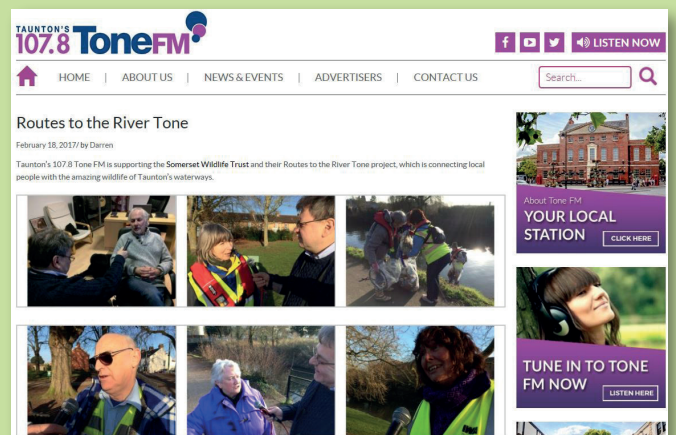 TAUNTON'S
107.8 ToneFM
LISTEN NOW
HOME | ABOUT US | NEWS & EVENTS | ADVERTISERS | CONTACT US
Search...
Routes to the River Tone
February 18, 2017/ by Darren
Taunton's 107.8 Tone FM is supporting the Somerset Wildlife Trust and their Routes to the River Tone project, which is connecting local
people with the amazing wildlife of Taunton's waterways.
About Tone FM
YOUR LOCAL
STATION
CLICK HERE
TUNE IN TO TONE
FM NOW
LISTEN HERE